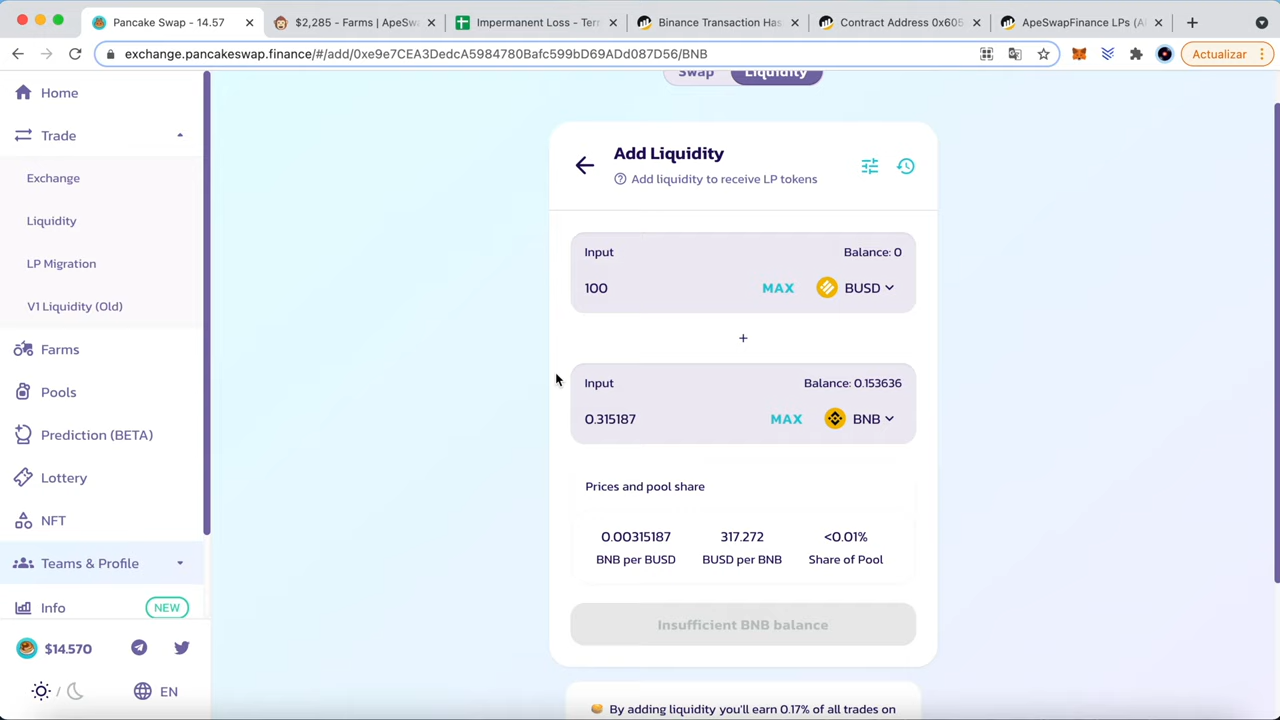 Pancake Swap - 14.57
$2,285 - Farms | ApeSwa
Impermanent Loss - Terr
Binance Transaction Has
Contract Address 0x605
ApeSwapFinance LPs (Al
exchange.pancakeswap.finance/#/add/0xe9e7CEA3DedcA5984780Bafc599bD69ADd087D56/BNB
Actualizar
Home
Trade
Exchange
Liquidity
LP Migration
V1 Liquidity (Old)
Farms
Pools
Prediction (BETA)
Lottery
NFT
Teams & Profile
Info
NEW
$14.570
EN
Swap
Liquidity
Add Liquidity
Add liquidity to receive LP tokens
Input Balance: 0
100 MAX BUSD
+
Input Balance: 0.153636
0.315187 MAX BNB
Prices and pool share
0.00315187 317.272 <0.01%
BNB per BUSD BUSD per BNB Share of Pool
Insufficient BNB balance
By adding liquidity you'll earn 0.17% of all trades on